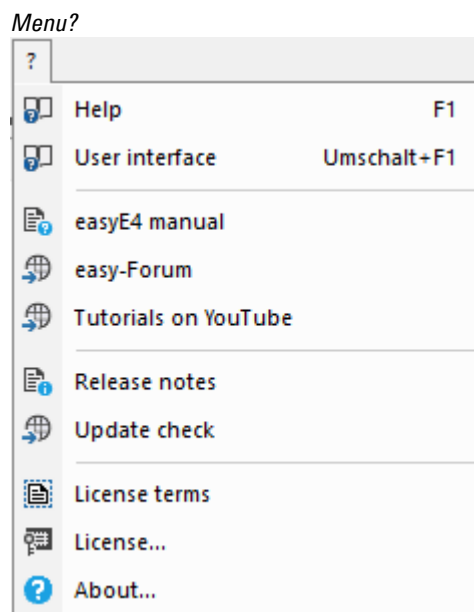 Menu?
?
Help F1
User interface Umschalt+F1
easyE4 manual
easy-Forum
Tutorials on YouTube
Release notes
Update check
License terms
License...
About...